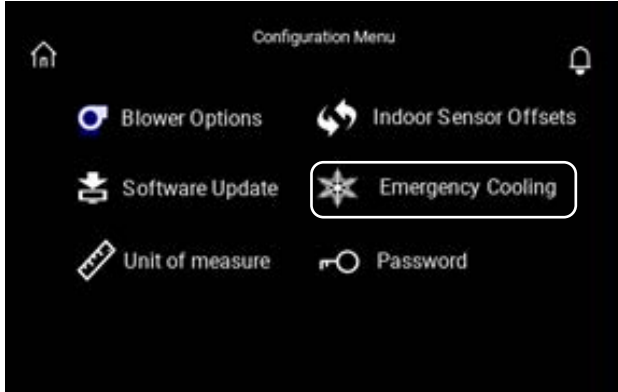 Configuration Menu
Blower Options
Indoor Sensor Offsets
Software Update
Emergency Cooling
Unit of measure
Password